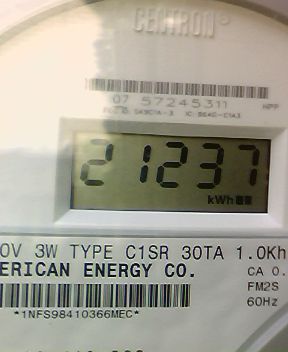 CENTRON®
07 57245311 HPP
21237
kWh
0V 3W TYPE C1SR 30TA 1.0Kh
ERICAN ENERGY CO. CA 0.
FM2S
60Hz
*1NFS98410366MEC*